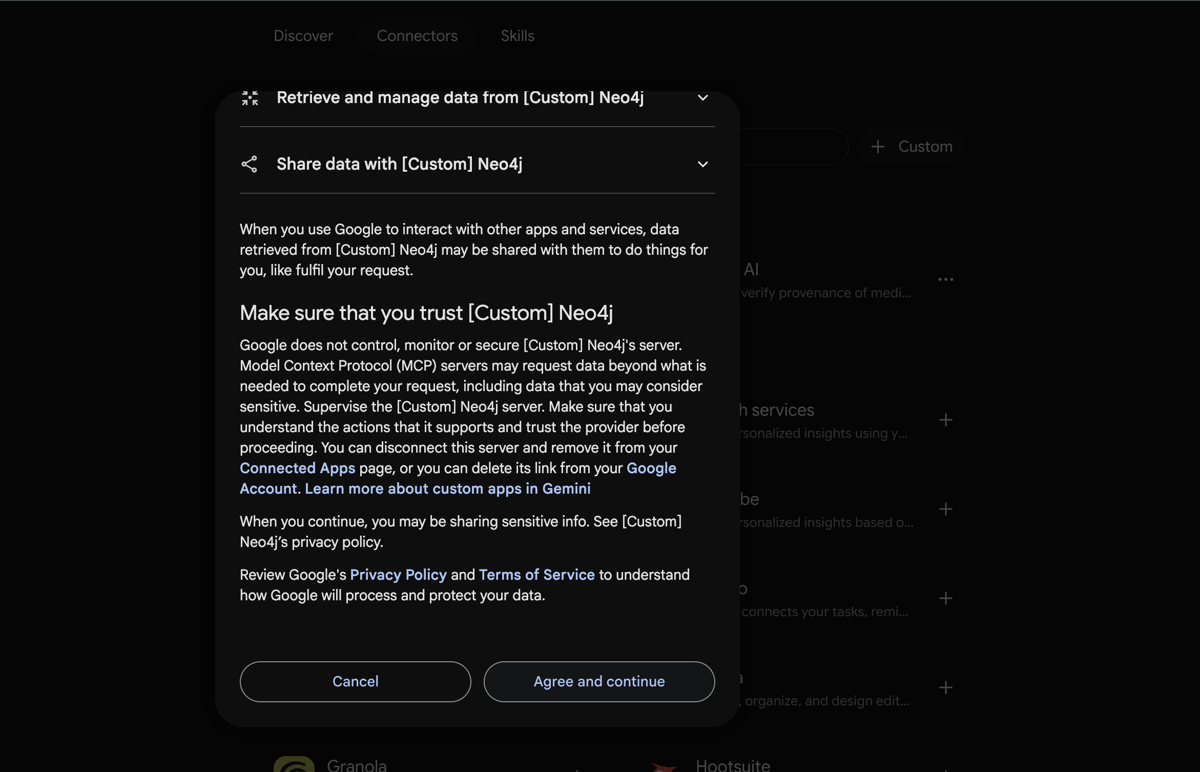 Discover
Connectors
Skills
Retrieve and manage data from [Custom] Neo4j
Custom
Share data with [Custom] Neo4j
When you use Google to interact with other apps and services, data
retrieved from [Custom] Neo4j may be shared with them to do things for
you, like fulfil your request.
AI
verify provenance of medi...
Make sure that you trust [Custom] Neo4j
Google does not control, monitor or secure [Custom] Neo4j's server.
Model Context Protocol (MCP) servers may request data beyond what is
needed to complete your request, including data that you may consider
sensitive. Supervise the [Custom] Neo4j server. Make sure that you
understand the actions that it supports and trust the provider before
proceeding. You can disconnect this server and remove it from your
Connected Apps page, or you can delete its link from your Google
Account. Learn more about custom apps in Gemini
h services
rsonalized insights using y...
be
rsonalized insights based o...
When you continue, you may be sharing sensitive info. See [Custom]
Neo4j’s privacy policy.
Review Google's Privacy Policy and Terms of Service to understand
how Google will process and protect your data.
o
connects your tasks, remi...
Cancel
Agree and continue
a
, organize, and design edit...
Granola
Hootsuite